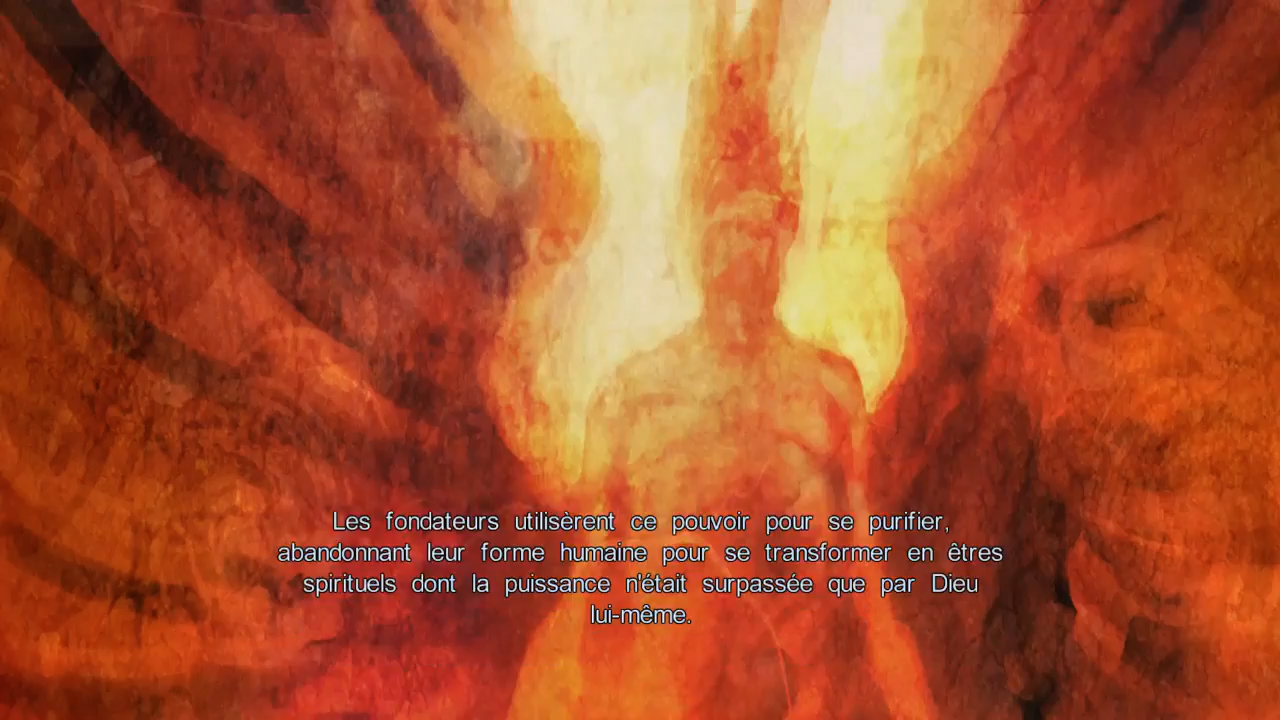 Les fondateurs utilisèrent ce pouvoir pour se purifier,
abandonnant leur forme humaine pour se transformer en êtres
spirituels dont la puissance n'était surpassée que par Dieu
lui-même.